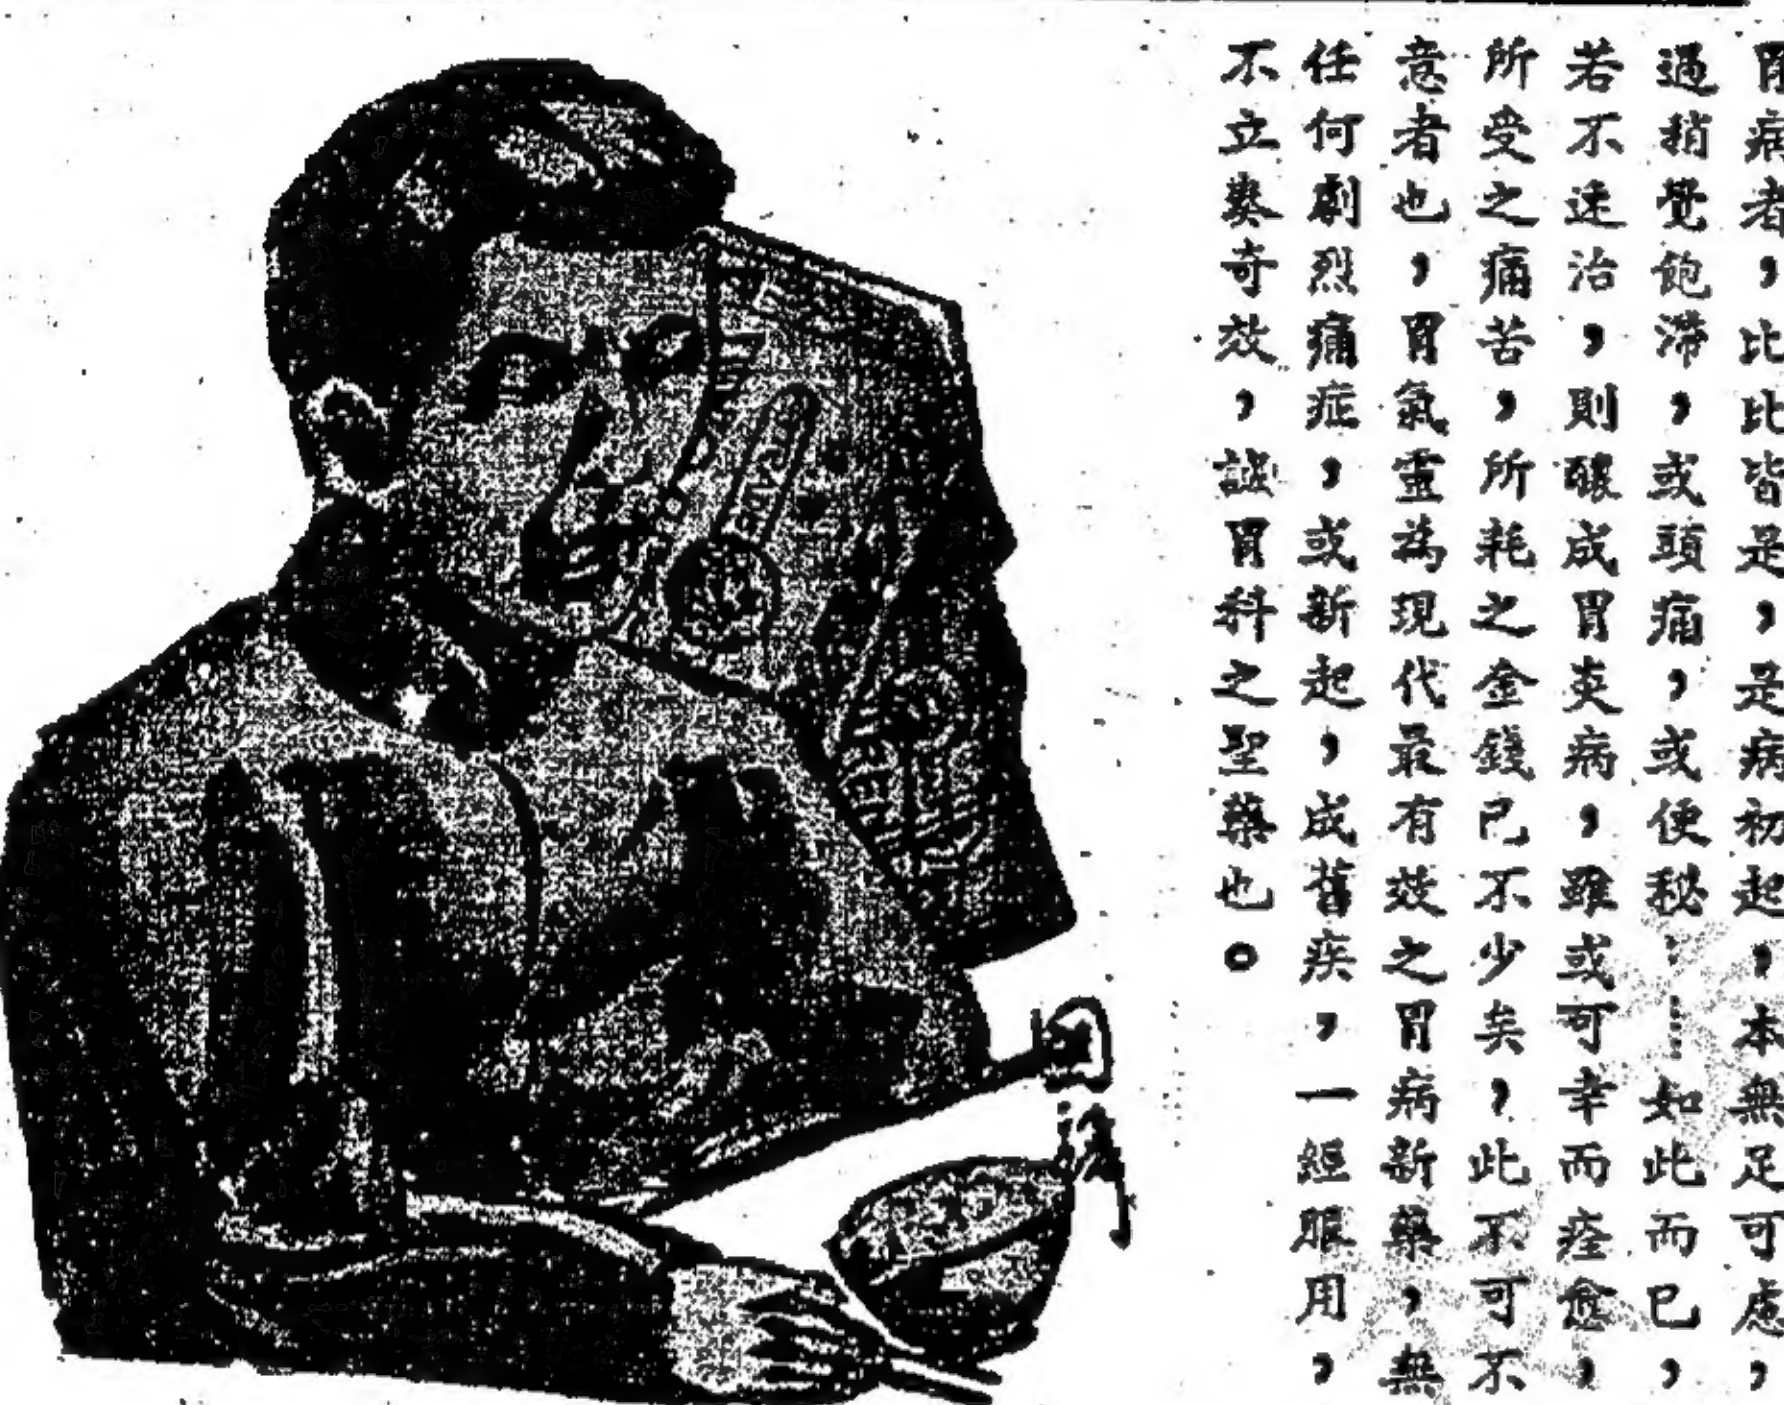 胃病者，比比皆是，是病初起，本無足可慮，
過稍覺飽滯，或頭痛，或便秘，……如此而已，
若不速治，則釀成胃炎病，雖或可幸而痊愈，
所受之痛苦，所耗之金錢已不少矣，此不可不
意者也，胃氣靈為現代最有效之胃病新藥，無
任何劇烈痛症，或新起，成舊疾，一經服用，
不立奏奇效，誠胃科之聖藥也。
TRADE